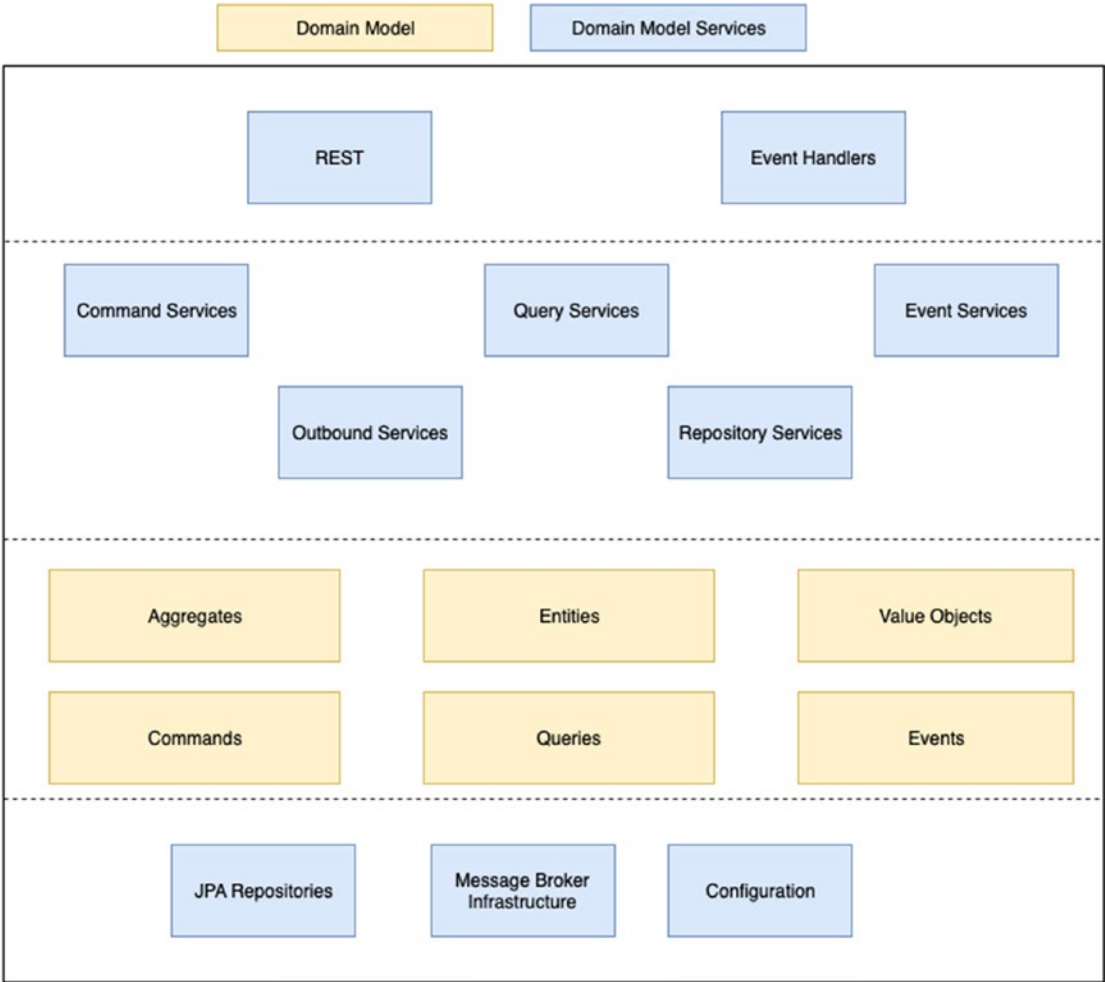 Domain Model
Domain Model Services
REST
Event Handlers
Command Services
Query Services
Event Services
Outbound Services
Repository Services
Aggregates
Entities
Value Objects
Commands
Queries
Events
JPA Repositories
Message Broker
Infrastructure
Configuration